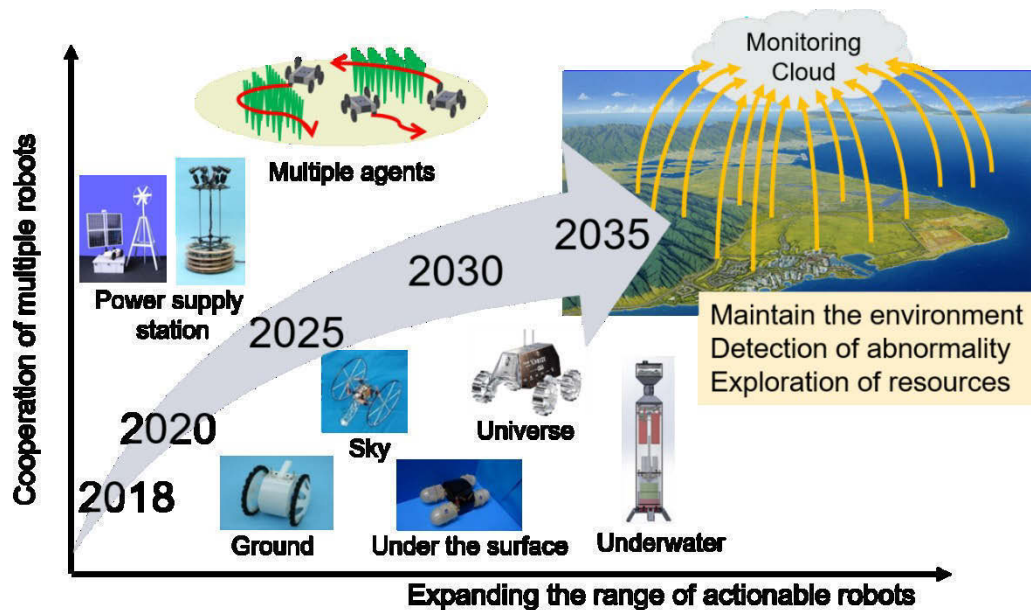 Monitoring
Cloud
Multiple agents
2035
2030
Power supply
station
2025
Maintain the environment
Detection of abnormality
Exploration of resources
Universe
Sky
2020
2018
Ground
Under the surface
Underwater
Cooperation of multiple robots
Expanding the range of actionable robots